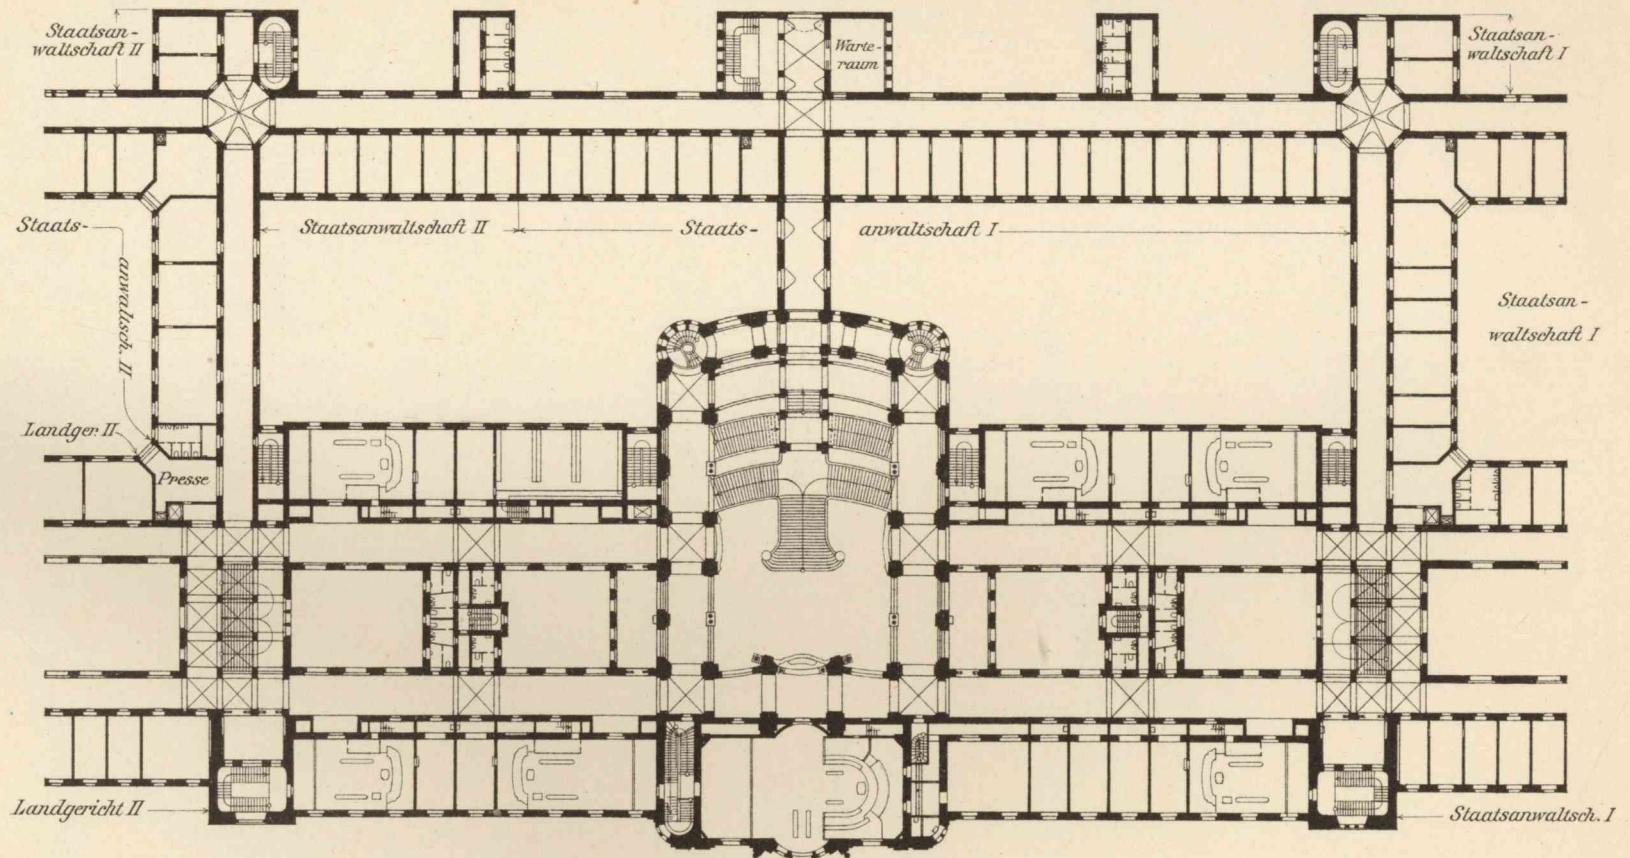 Staatsan-
waltschaft II
Warte-
raum
Staatsan-
waltschaft I
Staats-
anwaltsch. II
Staatsanwaltschaft II
Staats-
anwaltschaft I
Staatsan-
waltschaft I
Landger. II
Presse
Landgericht II
Staatsanwaltsch. I